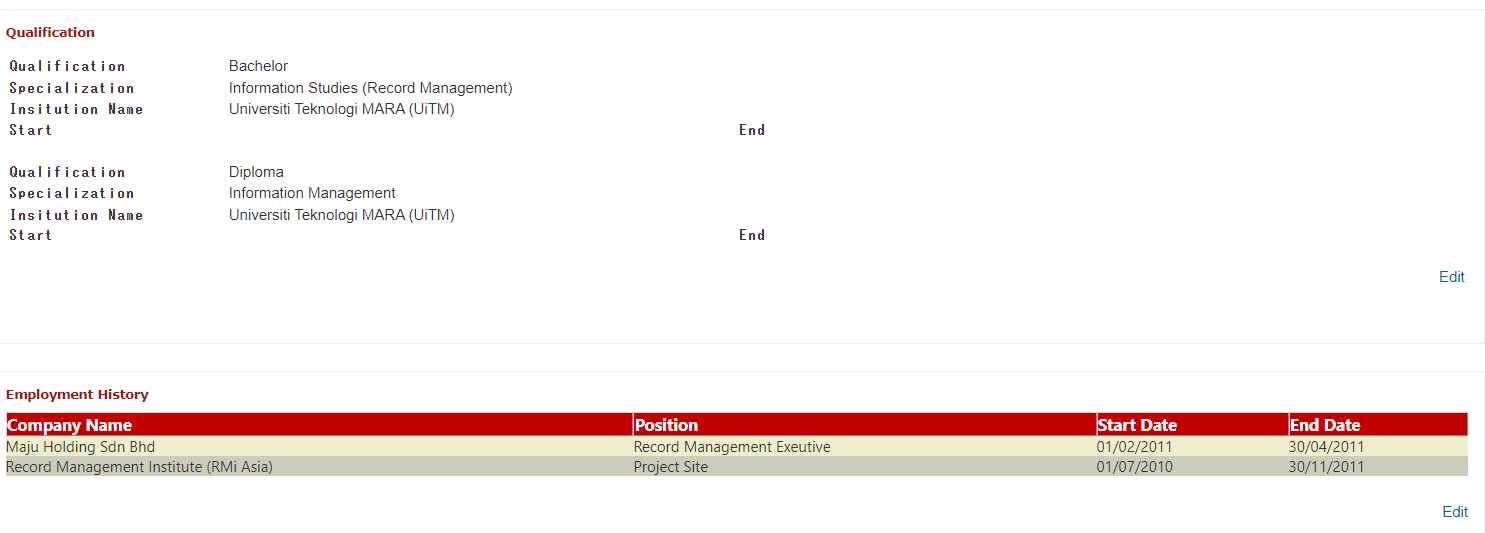 Qualification
Qualification Bachelor
Specialization Information Studies (Record Management)
Insitution Name Universiti Teknologi MARA (UiTM)
Start End
Qualification Diploma
Specialization Information Management
Insitution Name Universiti Teknologi MARA (UiTM)
Start End
Edit
Employment History
Company Name Position Start Date End Date
Maju Holding Sdn Bhd Record Management Exeutive 01/02/2011 30/04/2011
Record Management Institute (RMi Asia) Project Site 01/07/2010 30/11/2011
Edit